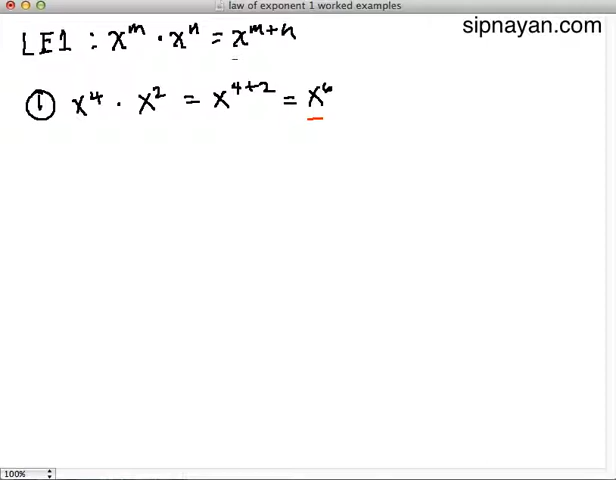 law of exponent 1 worked examples
sipnayan.com
LE1 : x^m · x^n = x^{m+n}
① x^4 · x^2 = x^{4+2} = x^6
100%